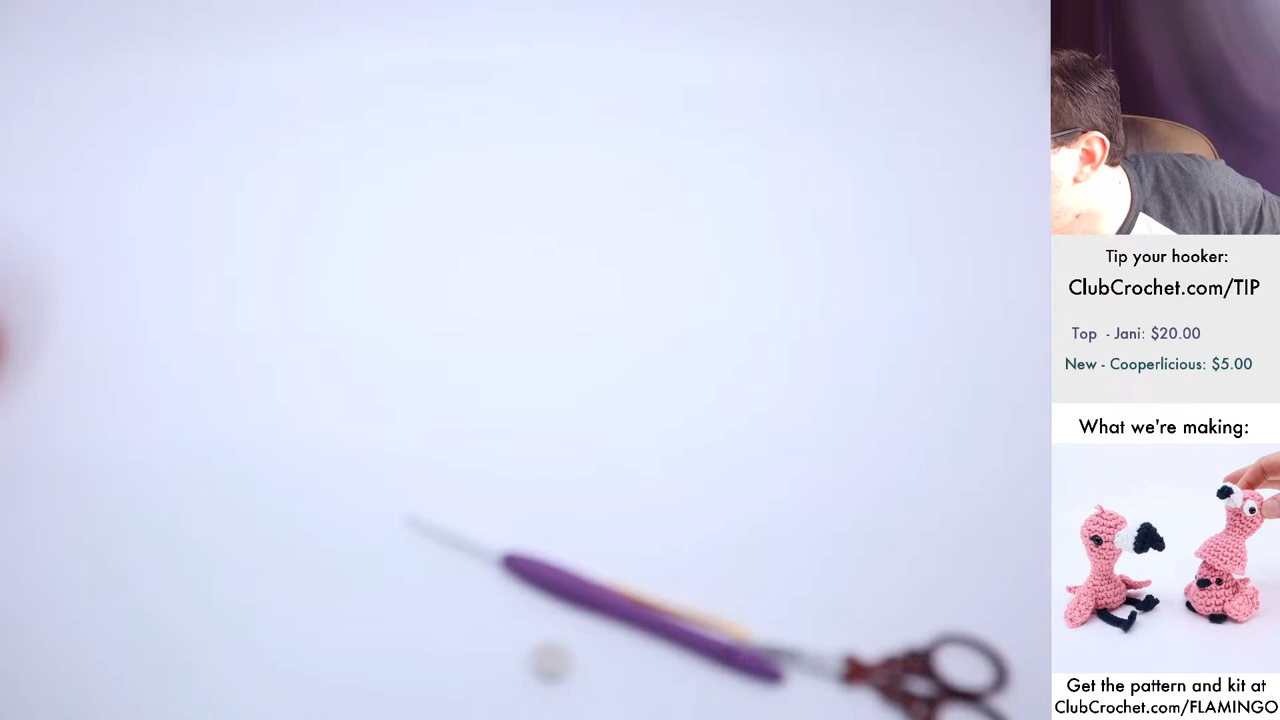 Tip your hooker:
ClubCrochet.com/TIP
Top - Jani: $20.00
New - Cooperlicious: $5.00
What we're making:
Get the pattern and kit at
ClubCrochet.com/FLAMINGO